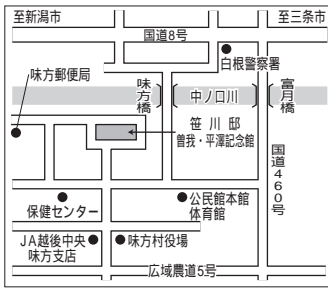 至新潟市
至三条市
国道8号
白根警察署
味方郵便局
味方橋
中ノ口川
富月橋
笹川邸
曽我・平澤記念館
国道460号
保健センター
公民館本館
体育館
JA越後中央
味方支店
味方村役場
広域農道5号